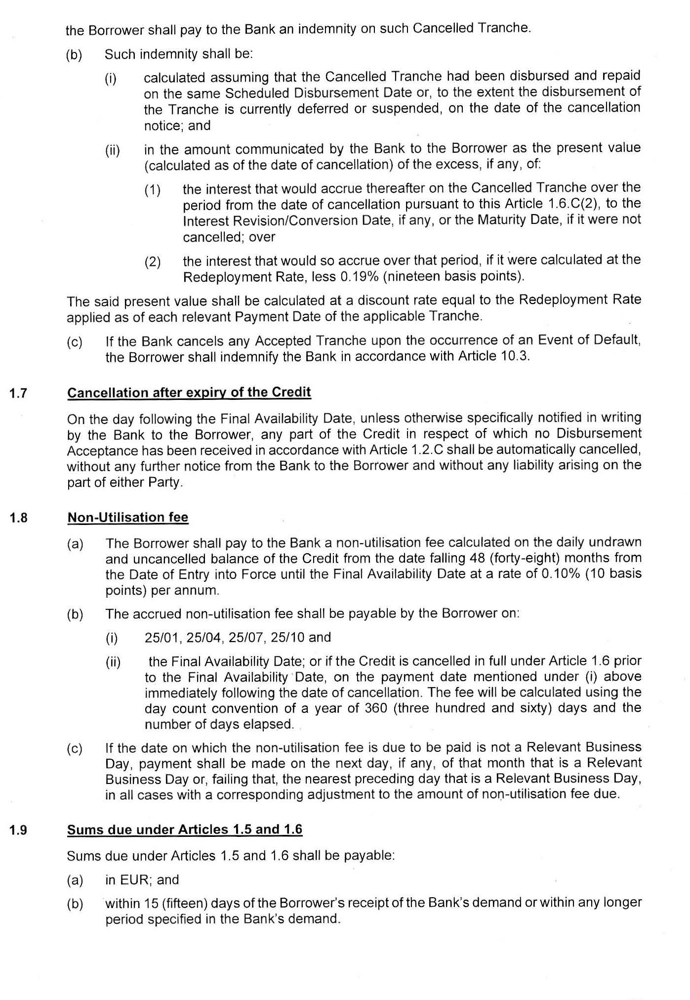 the Borrower shall pay to the Bank an indemnity on such Cancelled Tranche.
(b) Such indemnity shall be:
(i) calculated assuming that the Cancelled Tranche had been disbursed and repaid
on the same Scheduled Disbursement Date or, to the extent the disbursement of
the Tranche is currently deferred or suspended, on the date of the cancellation
notice; and
(ii) in the amount communicated by the Bank to the Borrower as the present value
(calculated as of the date of cancellation) of the excess, if any, of:
(1) the interest that would accrue thereafter on the Cancelled Tranche over the
period from the date of cancellation pursuant to this Article 1.6.C(2), to the
Interest Revision/Conversion Date, if any, or the Maturity Date, if it were not
cancelled; over
(2) the interest that would so accrue over that period, if it were calculated at the
Redeployment Rate, less 0.19% (nineteen basis points).
The said present value shall be calculated at a discount rate equal to the Redeployment Rate
applied as of each relevant Payment Date of the applicable Tranche.
(c) If the Bank cancels any Accepted Tranche upon the occurrence of an Event of Default,
the Borrower shall indemnify the Bank in accordance with Article 10.3.
1.7 Cancellation after expiry of the Credit
On the day following the Final Availability Date, unless otherwise specifically notified in writing
by the Bank to the Borrower, any part of the Credit in respect of which no Disbursement
Acceptance has been received in accordance with Article 1.2.C shall be automatically cancelled,
without any further notice from the Bank to the Borrower and without any liability arising on the
part of either Party.
1.8 Non-Utilisation fee
(a) The Borrower shall pay to the Bank a non-utilisation fee calculated on the daily undrawn
and uncancelled balance of the Credit from the date falling 48 (forty-eight) months from
the Date of Entry into Force until the Final Availability Date at a rate of 0.10% (10 basis
points) per annum.
(b) The accrued non-utilisation fee shall be payable by the Borrower on:
(i) 25/01, 25/04, 25/07, 25/10 and
(ii) the Final Availability Date; or if the Credit is cancelled in full under Article 1.6 prior
to the Final Availability Date, on the payment date mentioned under (i) above
immediately following the date of cancellation. The fee will be calculated using the
day count convention of a year of 360 (three hundred and sixty) days and the
number of days elapsed.
(c) If the date on which the non-utilisation fee is due to be paid is not a Relevant Business
Day, payment shall be made on the next day, if any, of that month that is a Relevant
Business Day or, failing that, the nearest preceding day that is a Relevant Business Day,
in all cases with a corresponding adjustment to the amount of non-utilisation fee due.
1.9 Sums due under Articles 1.5 and 1.6
Sums due under Articles 1.5 and 1.6 shall be payable:
(a) in EUR; and
(b) within 15 (fifteen) days of the Borrower's receipt of the Bank's demand or within any longer
period specified in the Bank's demand.